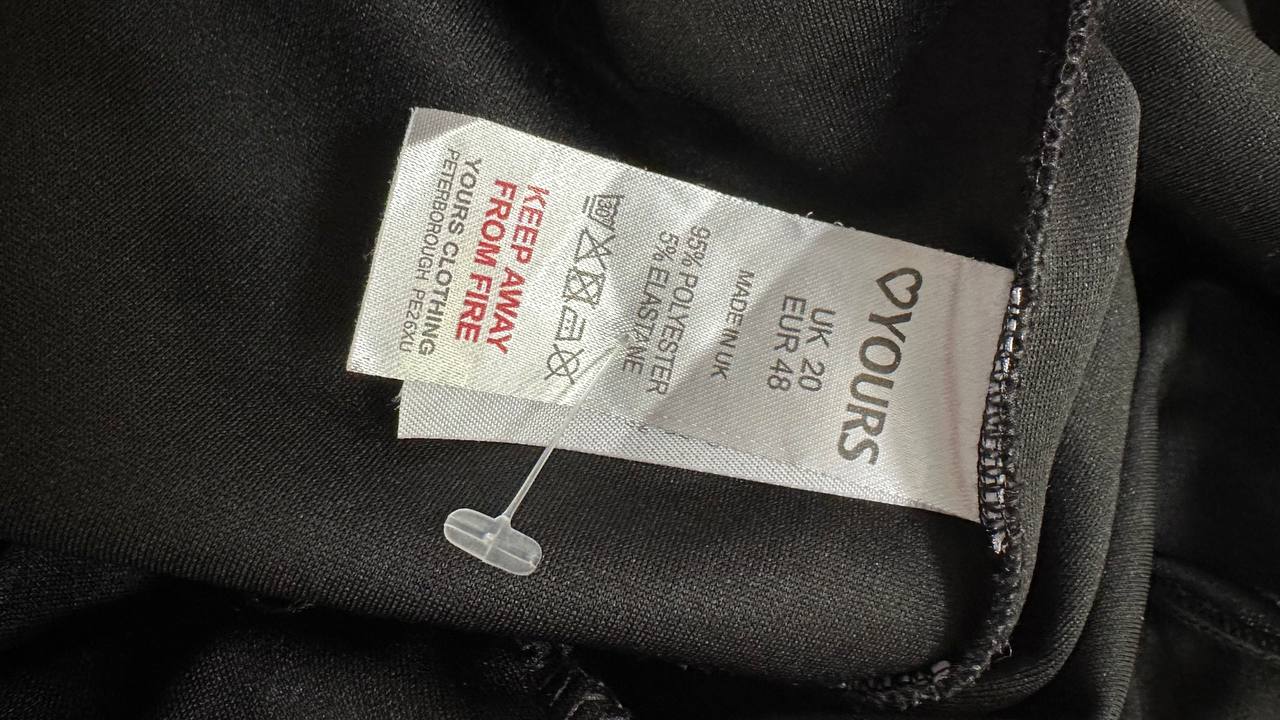 YOURS
UK 20
EUR 48
MADE IN UK
95% POLYESTER
5% ELASTANE
30
KEEP AWAY
FROM FIRE
YOURS CLOTHING
PETERBOROUGH PE26XU